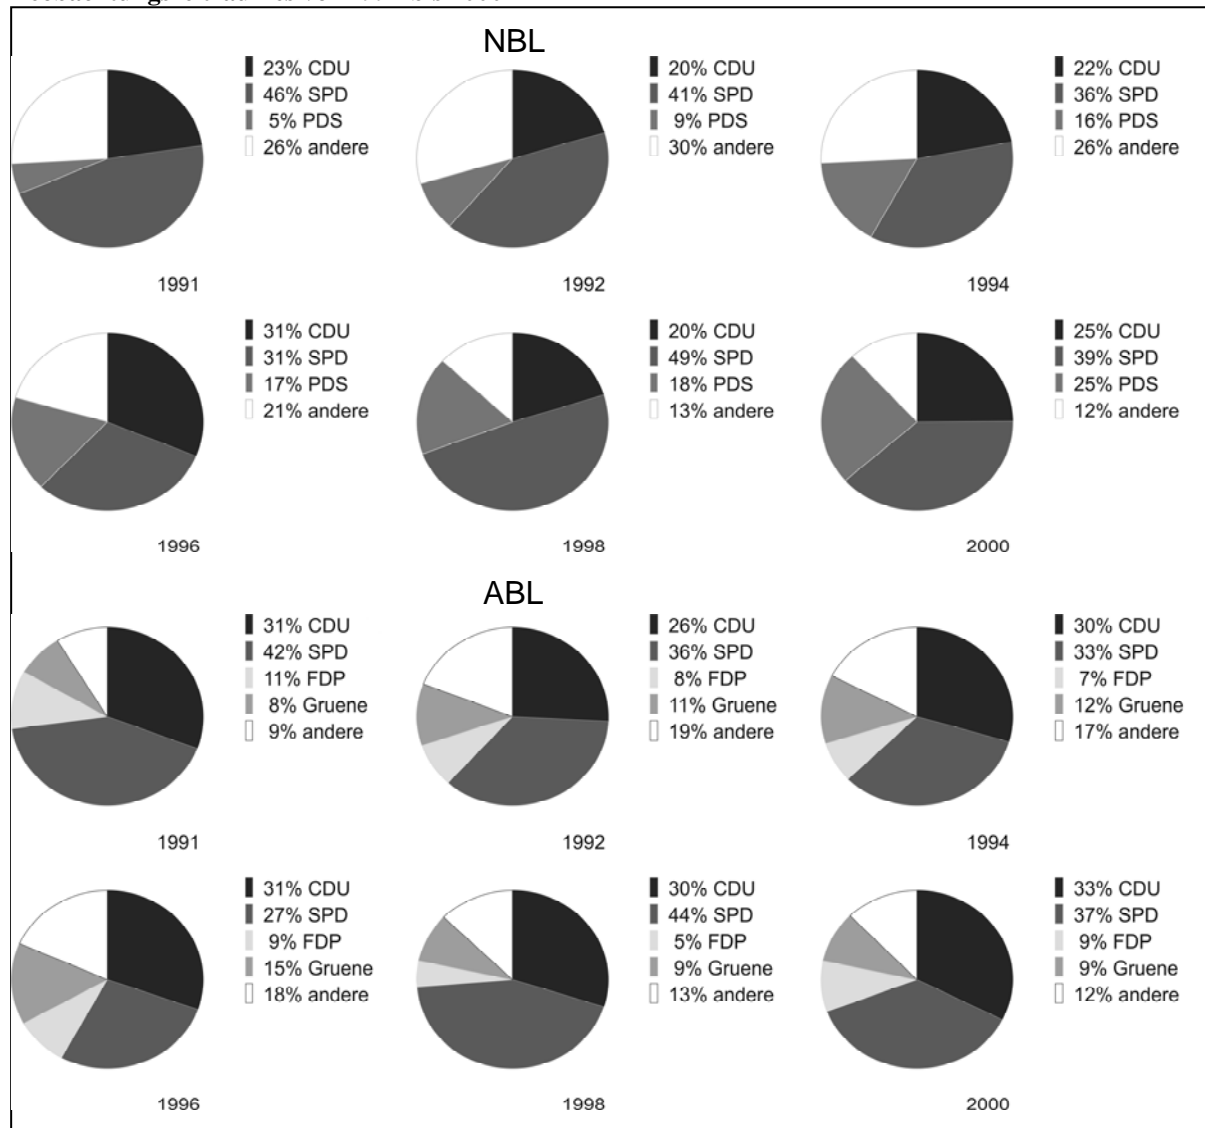 NBL
23% CDU
46% SPD
5% PDS
26% andere
1991
20% CDU
41% SPD
9% PDS
30% andere
1992
22% CDU
36% SPD
16% PDS
26% andere
1994
31% CDU
31% SPD
17% PDS
21% andere
1996
20% CDU
49% SPD
18% PDS
13% andere
1998
25% CDU
39% SPD
25% PDS
12% andere
2000
ABL
31% CDU
42% SPD
11% FDP
8% Gruene
9% andere
1991
26% CDU
36% SPD
8% FDP
11% Gruene
19% andere
1992
30% CDU
33% SPD
7% FDP
12% Gruene
17% andere
1994
31% CDU
27% SPD
9% FDP
15% Gruene
18% andere
1996
30% CDU
44% SPD
5% FDP
9% Gruene
13% andere
1998
33% CDU
37% SPD
9% FDP
9% Gruene
12% andere
2000